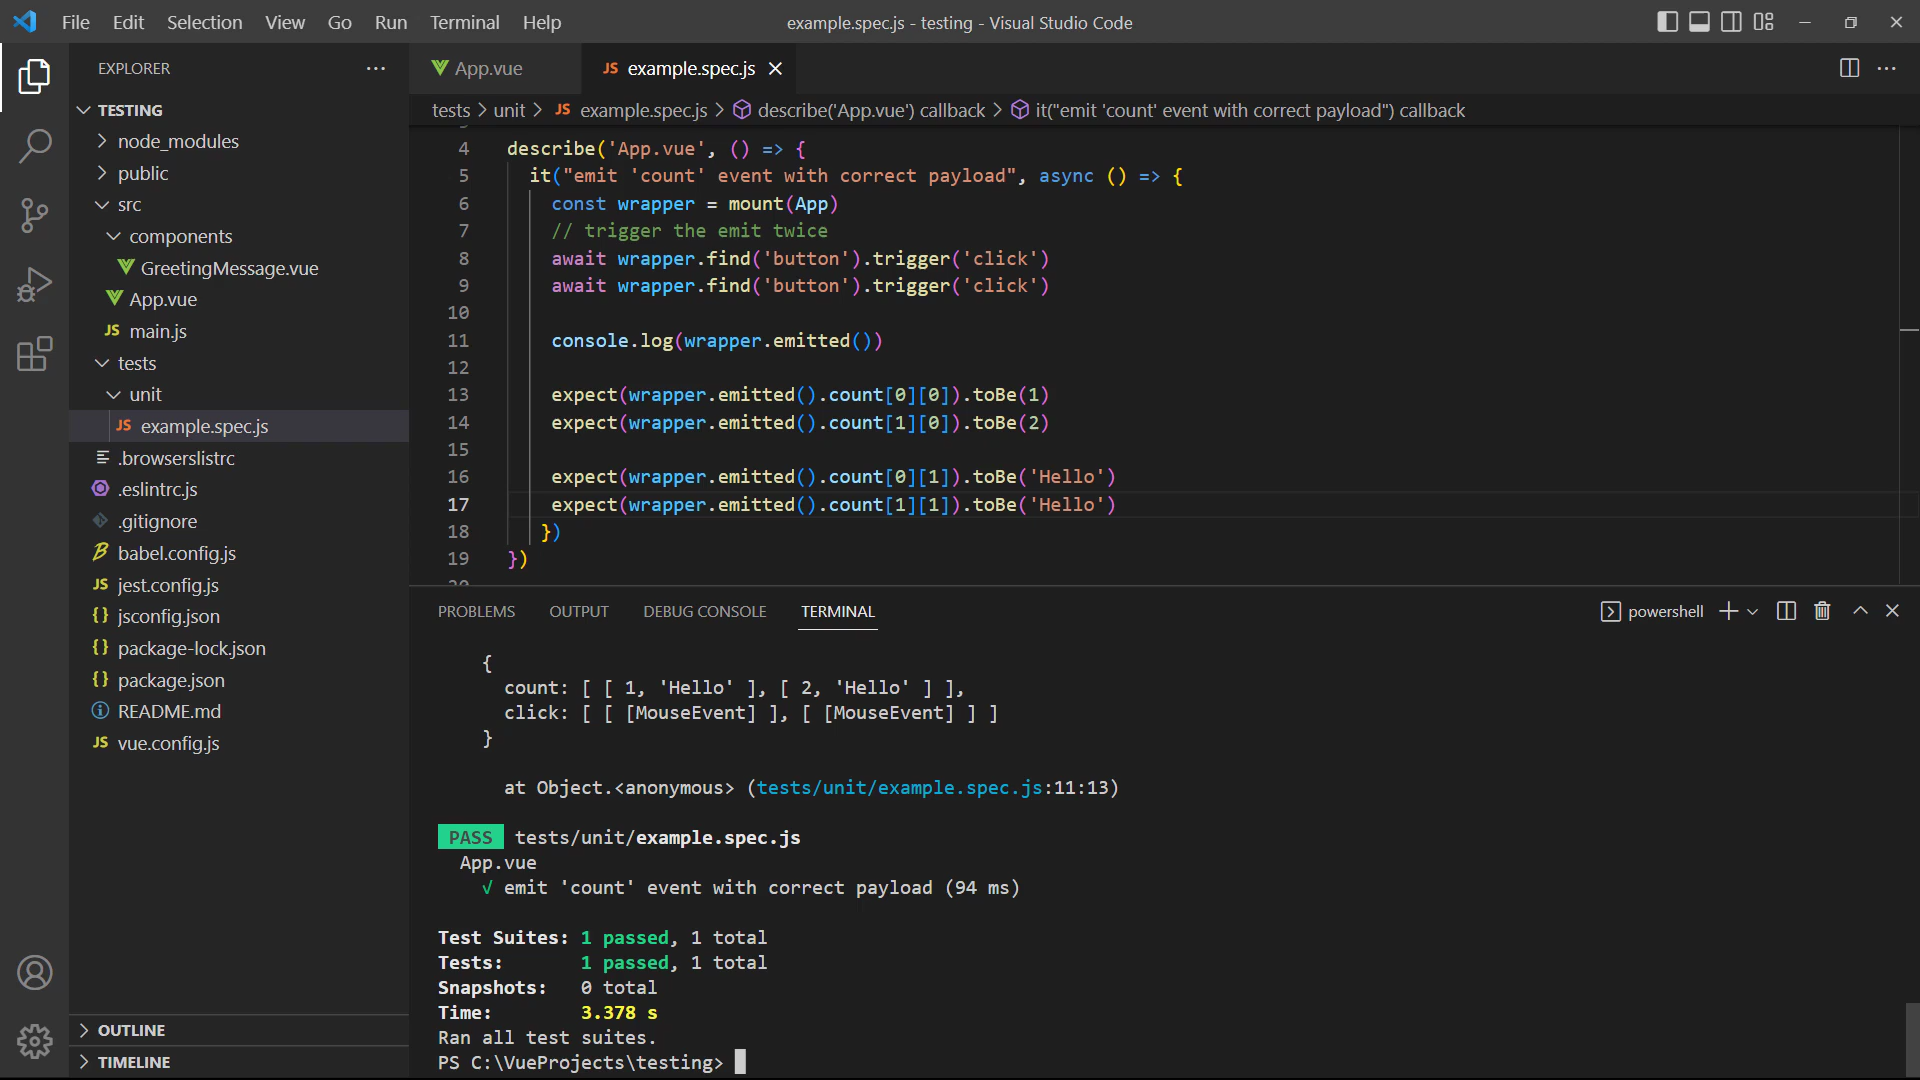 File Edit Selection View Go Run Terminal Help
example.spec.js - testing - Visual Studio Code
EXPLORER
TESTING
node_modules
public
src
components
GreetingMessage.vue
App.vue
JS main.js
tests
unit
JS example.spec.js
.browserslistrc
.eslintrc.js
.gitignore
babel.config.js
JS jest.config.js
{} jsconfig.json
{} package-lock.json
{} package.json
README.md
JS vue.config.js
OUTLINE
TIMELINE
App.vue
JS example.spec.js
tests > unit > JS example.spec.js > describe('App.vue') callback > it("emit 'count' event with correct payload") callback
4 describe('App.vue', () => {
5 it("emit 'count' event with correct payload", async () => {
6 const wrapper = mount(App)
7 // trigger the emit twice
8 await wrapper.find('button').trigger('click')
9 await wrapper.find('button').trigger('click')
10
11 console.log(wrapper.emitted())
12
13 expect(wrapper.emitted().count[0][0]).toBe(1)
14 expect(wrapper.emitted().count[1][0]).toBe(2)
15
16 expect(wrapper.emitted().count[0][1]).toBe('Hello')
17 expect(wrapper.emitted().count[1][1]).toBe('Hello')
18 })
19 })
PROBLEMS OUTPUT DEBUG CONSOLE TERMINAL
powershell
{
count: [ [ 1, 'Hello' ], [ 2, 'Hello' ] ],
click: [ [ [MouseEvent] ], [ [MouseEvent] ] ]
}
at Object.<anonymous> (tests/unit/example.spec.js:11:13)
PASS tests/unit/example.spec.js
App.vue
√ emit 'count' event with correct payload (94 ms)
Test Suites: 1 passed, 1 total
Tests: 1 passed, 1 total
Snapshots: 0 total
Time: 3.378 s
Ran all test suites.
PS C:\VueProjects\testing>